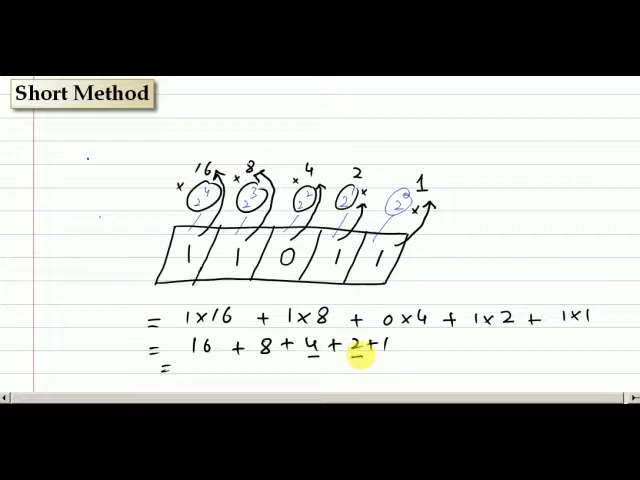 Short Method
16 8 4 2 1
× 2⁴ × 2³ × 2² 2¹ × 2⁰ ×
1 1 0 1 1
= 1×16 + 1×8 + 0×4 + 1×2 + 1×1
= 16 + 8 + 4 + 2 + 1
=